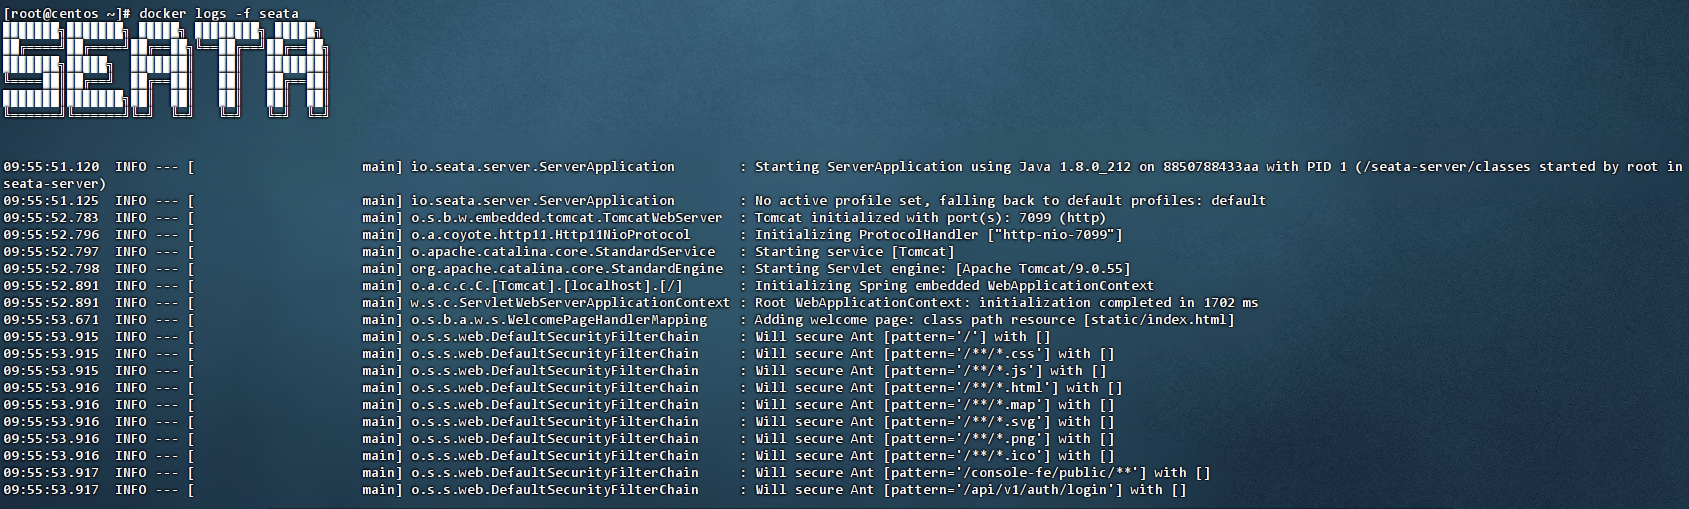 [root@centos ~]# docker logs -f seata
SEATA
09:55:51.120  INFO --- [                     main] io.seata.server.ServerApplication        : Starting ServerApplication using Java 1.8.0_212 on 8850788433aa with PID 1 (/seata-server/classes started by root in
seata-server)
09:55:51.125  INFO --- [                     main] io.seata.server.ServerApplication        : No active profile set, falling back to default profiles: default
09:55:52.783  INFO --- [                     main] o.s.b.w.embedded.tomcat.TomcatWebServer  : Tomcat initialized with port(s): 7099 (http)
09:55:52.796  INFO --- [                     main] o.a.coyote.http11.Http11NioProtocol      : Initializing ProtocolHandler ["http-nio-7099"]
09:55:52.797  INFO --- [                     main] o.apache.catalina.core.StandardService   : Starting service [Tomcat]
09:55:52.798  INFO --- [                     main] org.apache.catalina.core.StandardEngine  : Starting Servlet engine: [Apache Tomcat/9.0.55]
09:55:52.891  INFO --- [                     main] o.a.c.c.C.[Tomcat].[localhost].[/]       : Initializing Spring embedded WebApplicationContext
09:55:52.891  INFO --- [                     main] w.s.c.ServletWebServerApplicationContext : Root WebApplicationContext: initialization completed in 1702 ms
09:55:53.671  INFO --- [                     main] o.s.b.a.w.s.WelcomePageHandlerMapping    : Adding welcome page: class path resource [static/index.html]
09:55:53.915  INFO --- [                     main] o.s.s.web.DefaultSecurityFilterChain     : Will secure Ant [pattern='/'] with []
09:55:53.915  INFO --- [                     main] o.s.s.web.DefaultSecurityFilterChain     : Will secure Ant [pattern='/**/*.css'] with []
09:55:53.915  INFO --- [                     main] o.s.s.web.DefaultSecurityFilterChain     : Will secure Ant [pattern='/**/*.js'] with []
09:55:53.916  INFO --- [                     main] o.s.s.web.DefaultSecurityFilterChain     : Will secure Ant [pattern='/**/*.html'] with []
09:55:53.916  INFO --- [                     main] o.s.s.web.DefaultSecurityFilterChain     : Will secure Ant [pattern='/**/*.map'] with []
09:55:53.916  INFO --- [                     main] o.s.s.web.DefaultSecurityFilterChain     : Will secure Ant [pattern='/**/*.svg'] with []
09:55:53.916  INFO --- [                     main] o.s.s.web.DefaultSecurityFilterChain     : Will secure Ant [pattern='/**/*.png'] with []
09:55:53.916  INFO --- [                     main] o.s.s.web.DefaultSecurityFilterChain     : Will secure Ant [pattern='/**/*.ico'] with []
09:55:53.917  INFO --- [                     main] o.s.s.web.DefaultSecurityFilterChain     : Will secure Ant [pattern='/console-fe/public/**'] with []
09:55:53.917  INFO --- [                     main] o.s.s.web.DefaultSecurityFilterChain     : Will secure Ant [pattern='/api/v1/auth/login'] with []